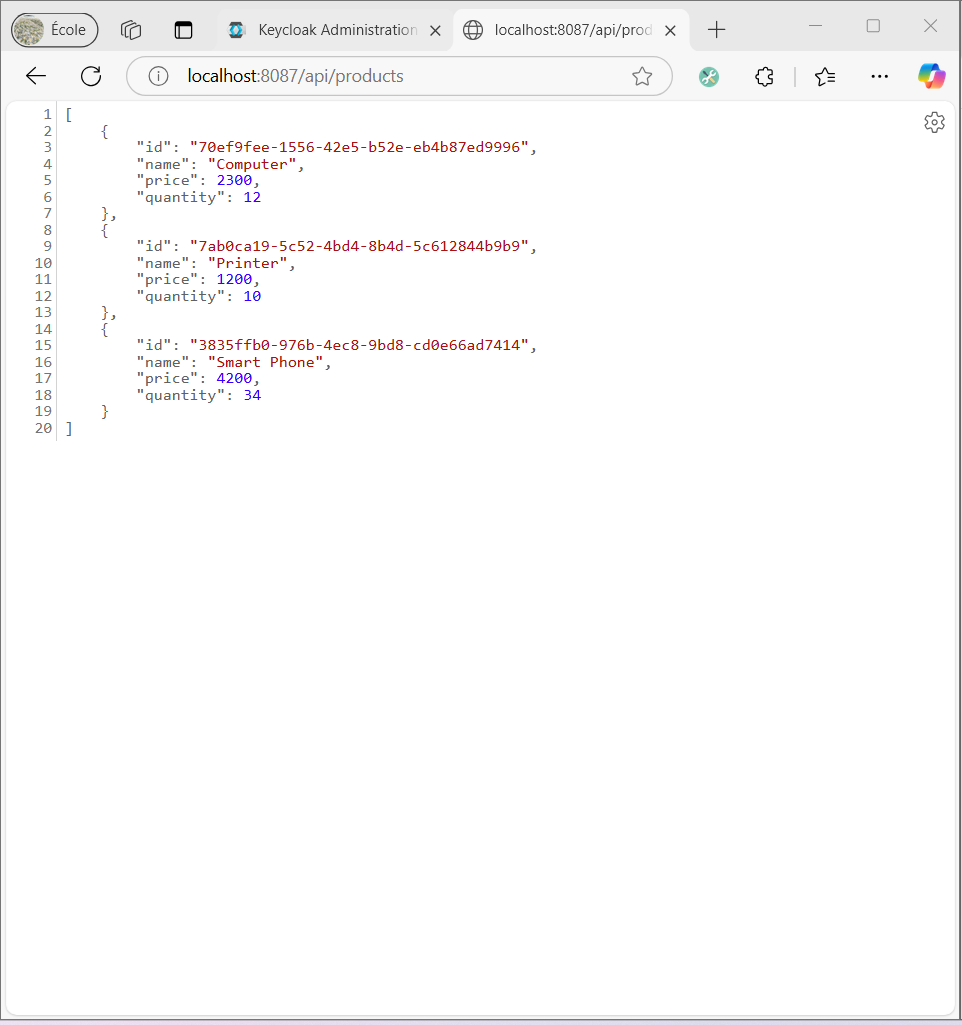 École
Keycloak Administration
localhost:8087/api/prod
localhost:8087/api/products
1 [
2 {
3 "id": "70ef9fee-1556-42e5-b52e-eb4b87ed9996",
4 "name": "Computer",
5 "price": 2300,
6 "quantity": 12
7 },
8 {
9 "id": "7ab0ca19-5c52-4bd4-8b4d-5c612844b9b9",
10 "name": "Printer",
11 "price": 1200,
12 "quantity": 10
13 },
14 {
15 "id": "3835ffb0-976b-4ec8-9bd8-cd0e66ad7414",
16 "name": "Smart Phone",
17 "price": 4200,
18 "quantity": 34
19 }
20 ]